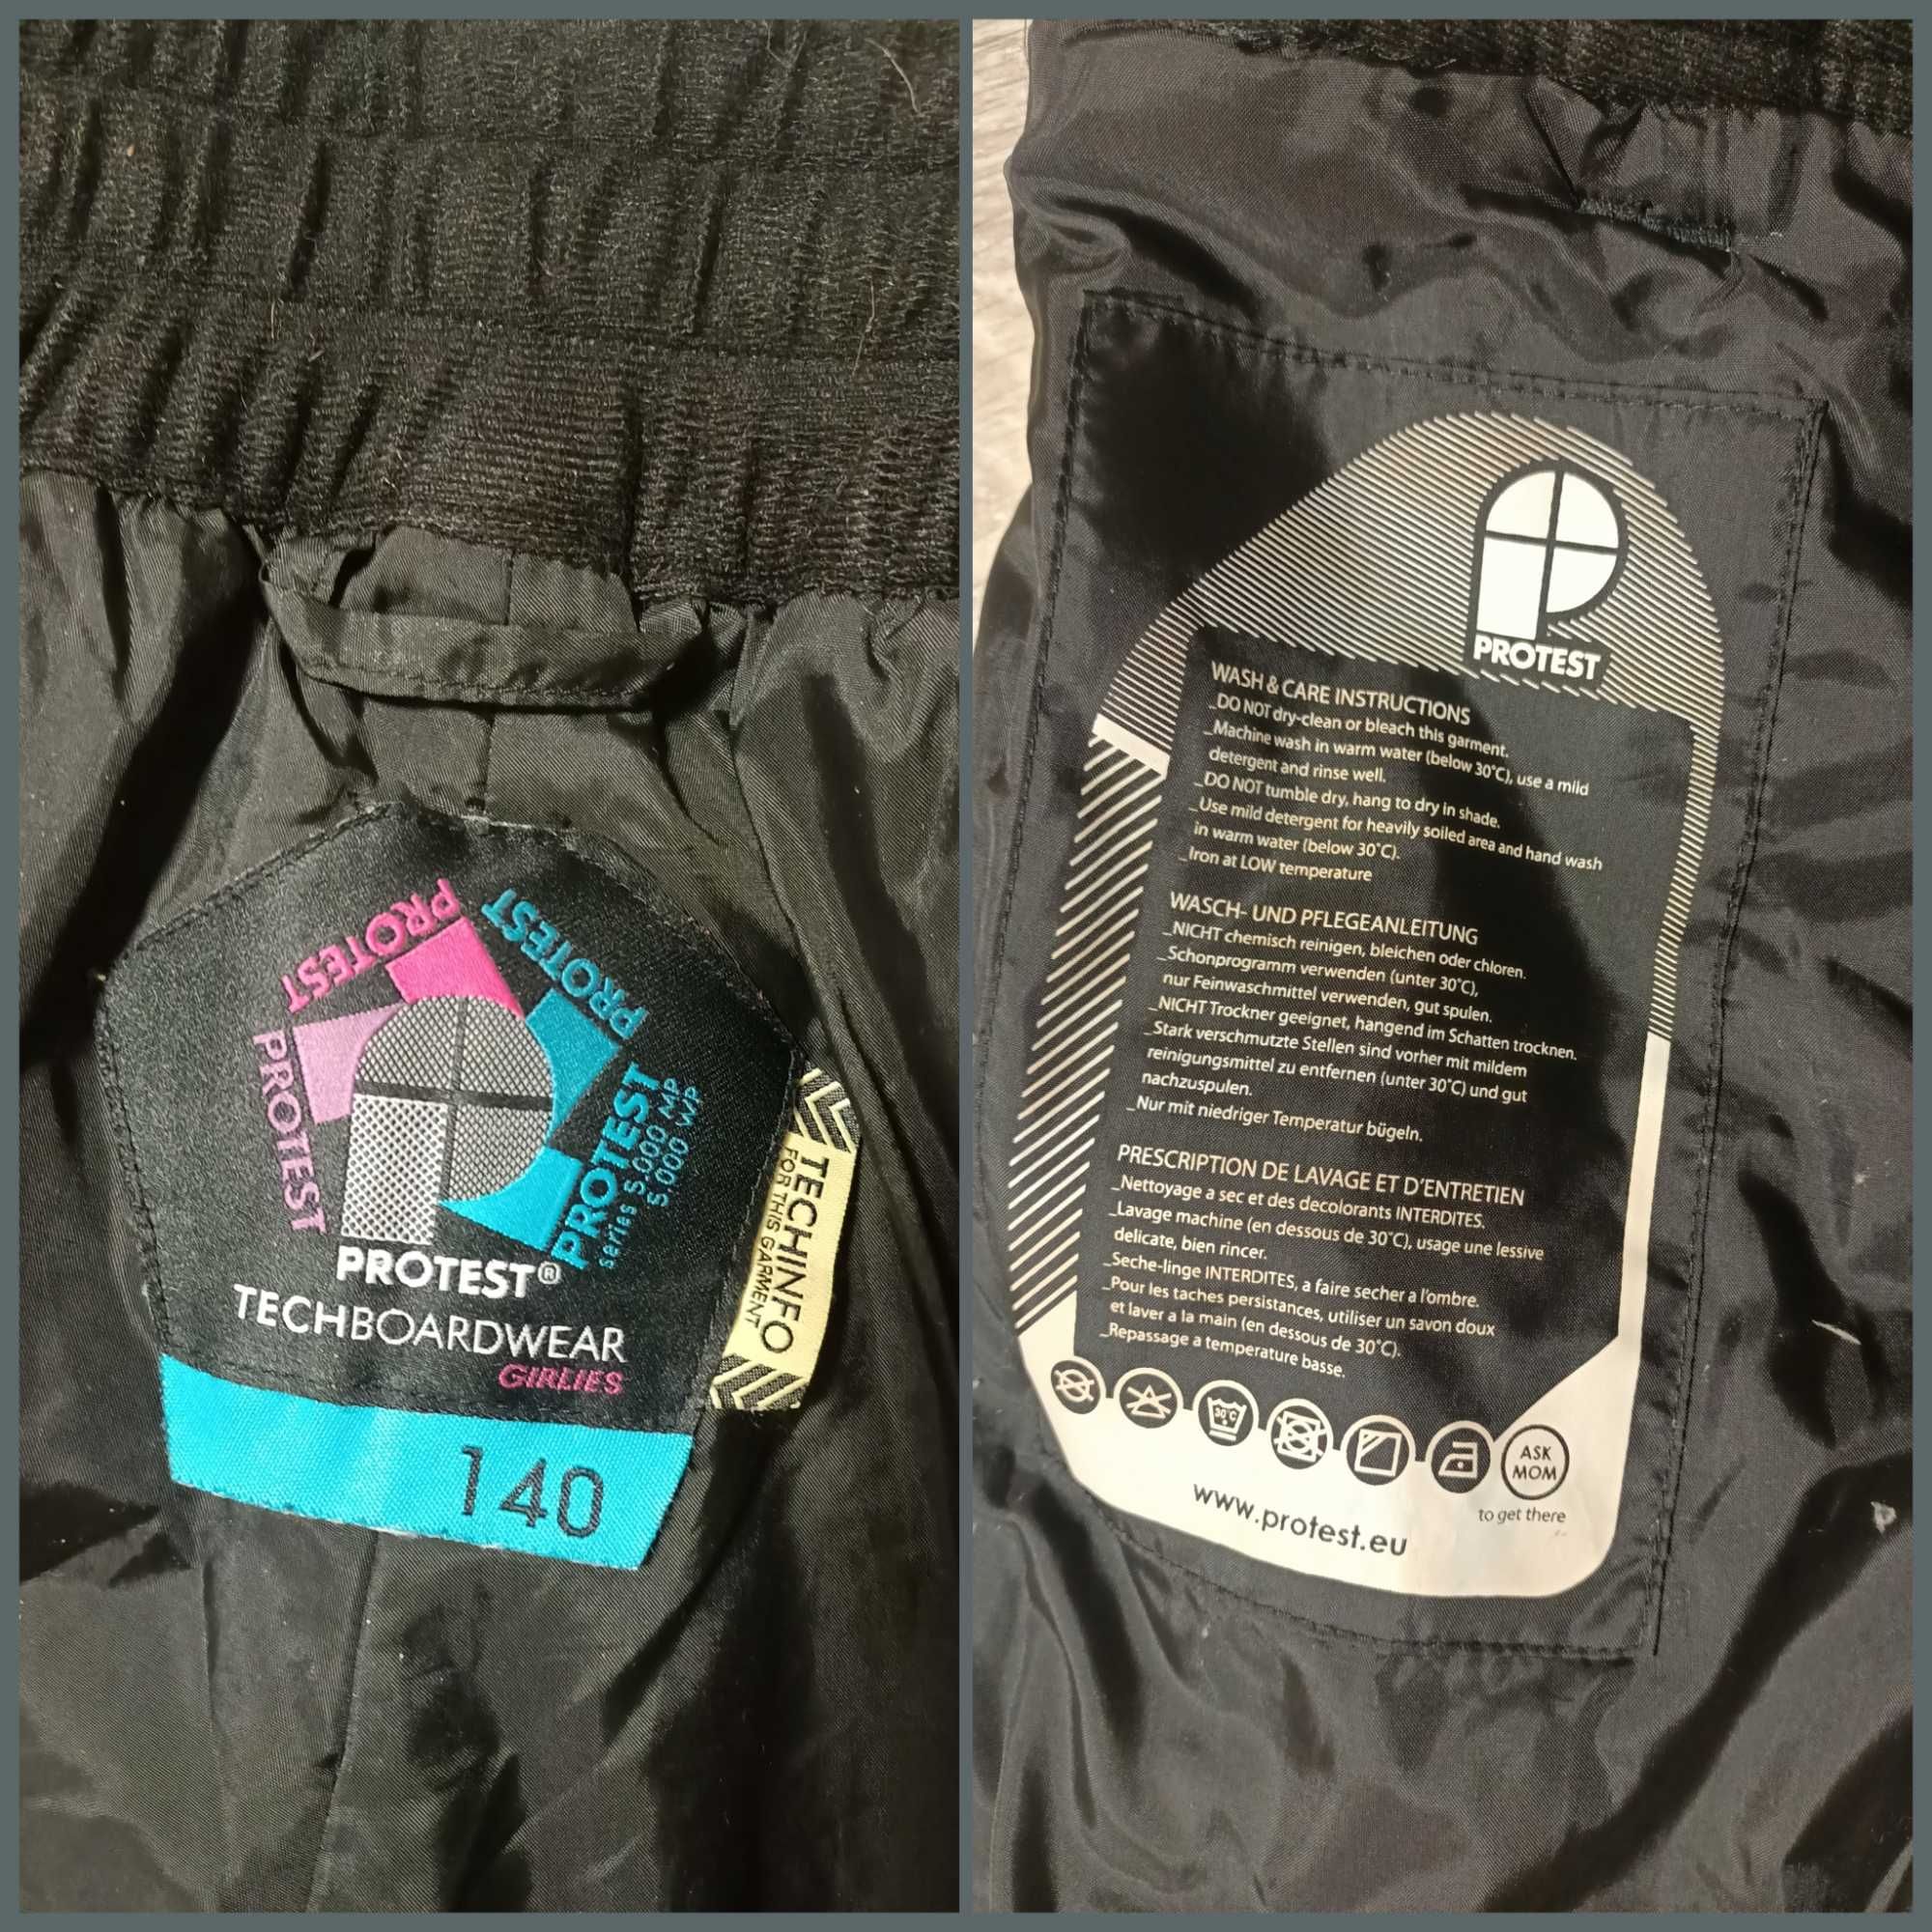 PROTEST
PROTEST
PROTEST
PROTEST
series 5.000 MP
5.000 WP
PROTEST®
TECHBOARDWEAR
GIRLIES
140
TECHINFO
FOR THIS GARMENT
PROTEST
WASH & CARE INSTRUCTIONS
_DO NOT dry-clean or bleach this garment.
_Machine wash in warm water (below 30°C), use a mild
detergent and rinse well.
_DO NOT tumble dry, hang to dry in shade.
_Use mild detergent for heavily soiled area and hand wash
in warm water (below 30°C).
_Iron at LOW temperature
WASCH- UND PFLEGEANLEITUNG
_NICHT chemisch reinigen, bleichen oder chloren.
_Schonprogramm verwenden (unter 30°C),
nur Feinwaschmittel verwenden, gut spulen.
_NICHT Trockner geeignet, hangend im Schatten trocknen.
_Stark verschmutzte Stellen sind vorher mit mildem
reinigungsmittel zu entfernen (unter 30°C) und gut
nachzuspulen.
_Nur mit niedriger Temperatur bügeln.
PRESCRIPTION DE LAVAGE ET D'ENTRETIEN
_Nettoyage a sec et des decolorants INTERDITES.
_Lavage machine (en dessous de 30°C), usage une lessive
delicate, bien rincer.
_Seche-linge INTERDITES, a faire secher a l'ombre.
_Pour les taches persistances, utiliser un savon doux
et laver a la main (en dessous de 30°C).
_Repassage a temperature basse.
30°C
ASK
MOM
to get there
www.protest.eu